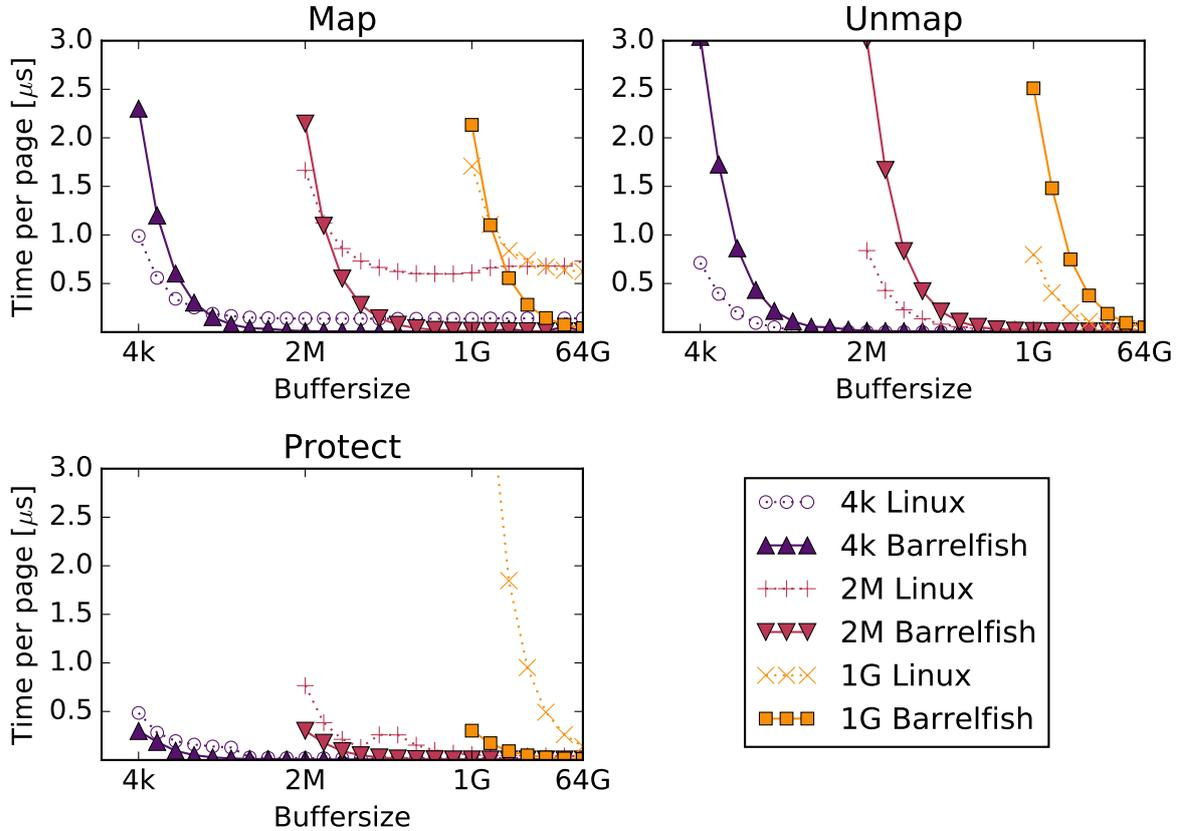 Map
Time per page [μs]
3.0
2.5
2.0
1.5
1.0
0.5
4k 2M 1G 64G
Buffersize
Unmap
3.0
2.5
2.0
1.5
1.0
0.5
4k 2M 1G 64G
Buffersize
Protect
Time per page [μs]
3.0
2.5
2.0
1.5
1.0
0.5
4k 2M 1G 64G
Buffersize
4k Linux
4k Barrelfish
2M Linux
2M Barrelfish
1G Linux
1G Barrelfish